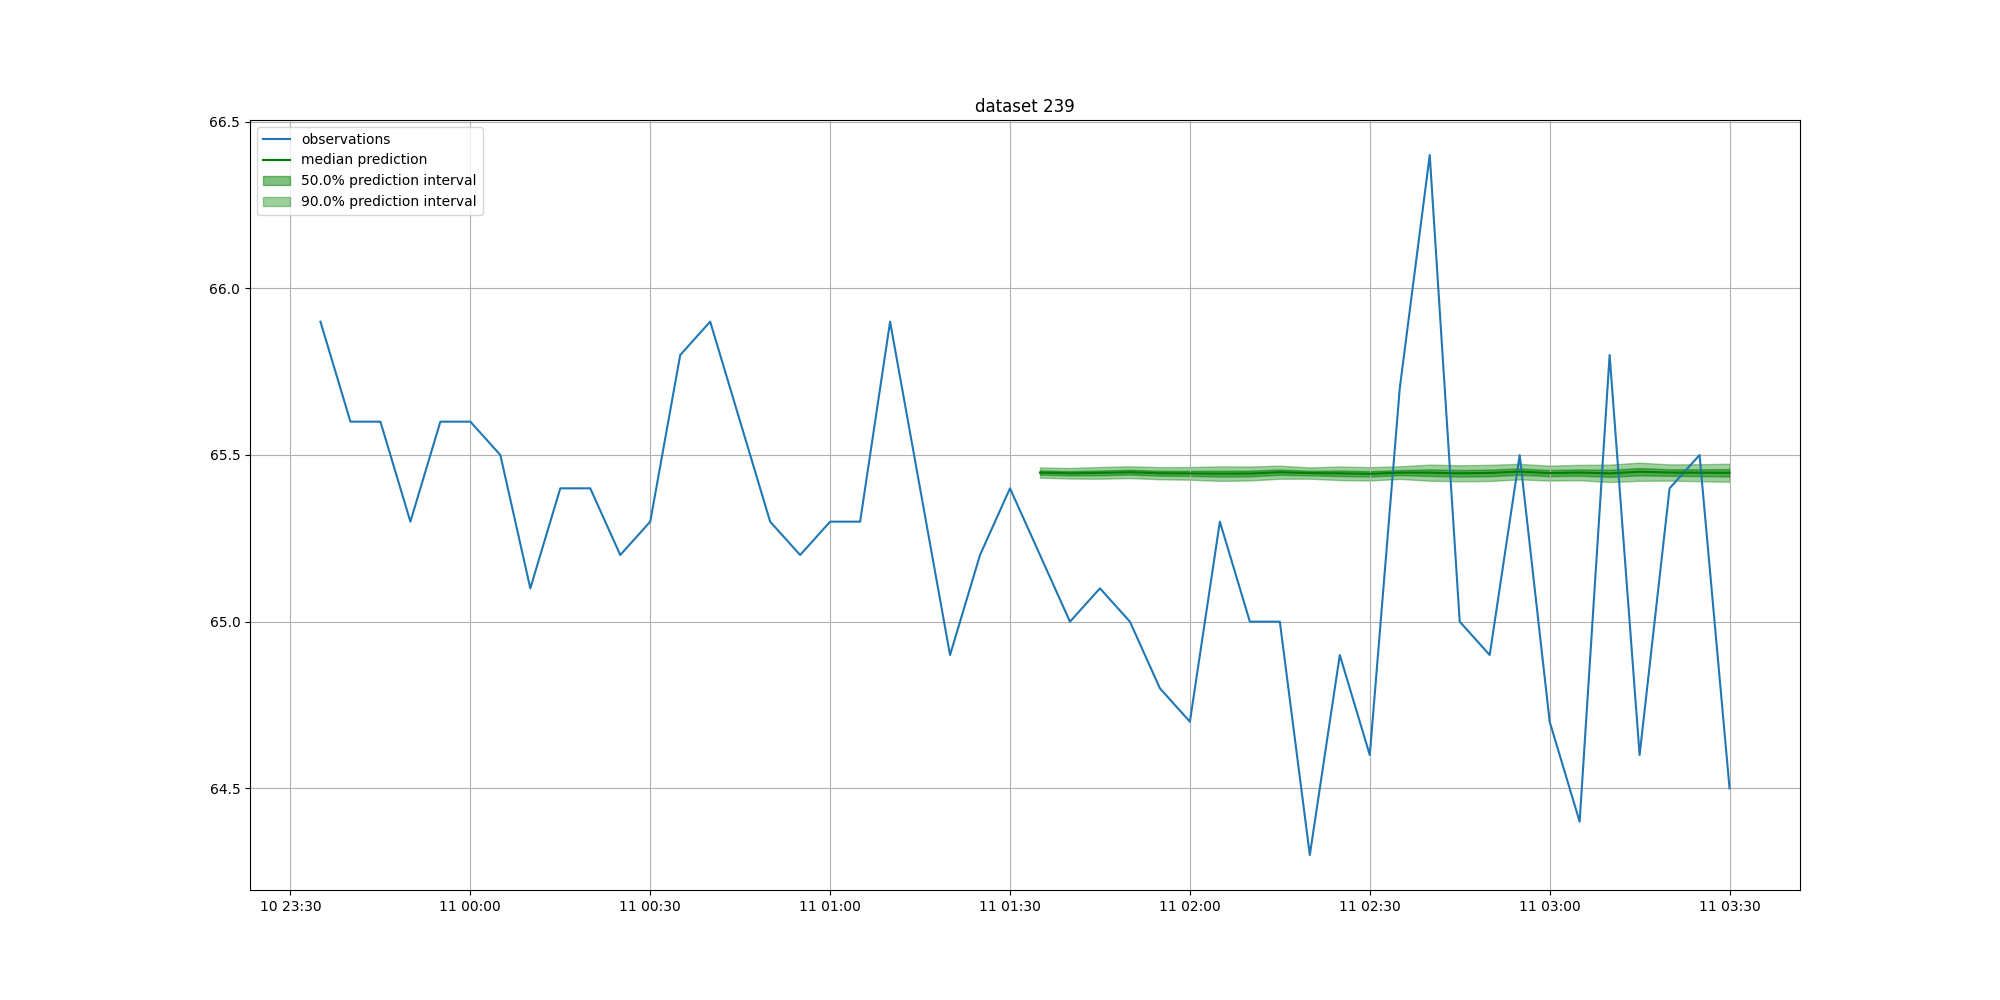 dataset 239
66.5
66.0
65.5
65.0
64.5
observations
median prediction
50.0% prediction interval
90.0% prediction interval
10 23:30 11 00:00 11 00:30 11 01:00 11 01:30 11 02:00 11 02:30 11 03:00 11 03:30